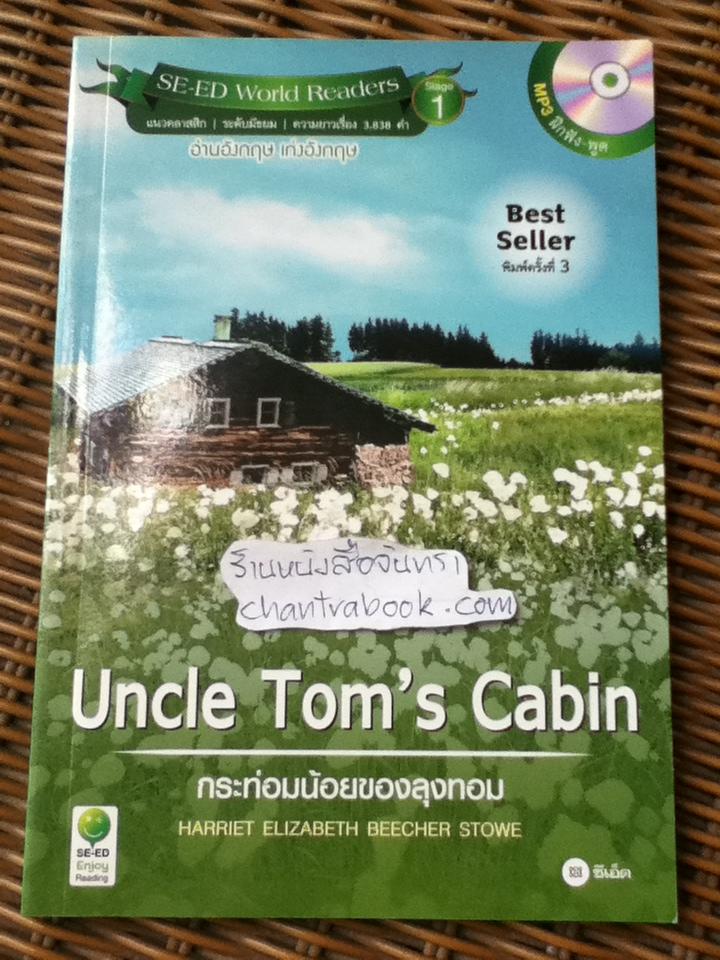 SE-ED World Readers
Stage
1
แนวคลาสสิก | ระดับมัธยม | ความยาวเรื่อง 3,838 คำ
อ่านอังกฤษ เก่งอังกฤษ
MP3 ฝึกฟัง-พูด
Best
Seller
พิมพ์ครั้งที่ 3
ร้านหนังสือจันทรา
chantrabook.com
Uncle Tom's Cabin
กระท่อมน้อยของลุงทอม
HARRIET ELIZABETH BEECHER STOWE
SE-ED
Enjoy
Reading
ซีเอ็ด